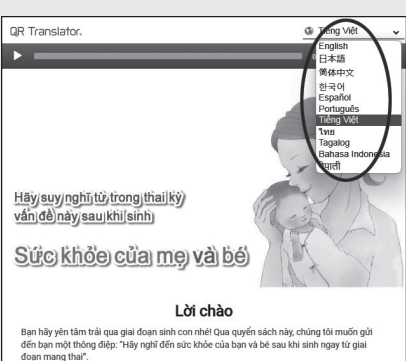 QR Translator.
Tiếng Việt
English
日本語
简体中文
한국어
Español
Português
Tiếng Việt
ไทย
Tagalog
Bahasa Indonesia
नेपाली
Hãy suy nghĩ từ trong thai kỳ
vấn đề này sau khi sinh
Sức khỏe của mẹ và bé
Lời chào
Bạn hãy yên tâm trải qua giai đoạn sinh con nhé! Qua quyển sách này, chúng tôi muốn gửi
đến bạn một thông điệp: "Hãy nghĩ đến sức khỏe của bạn và bé sau khi sinh ngay từ giai
đoạn mang thai".